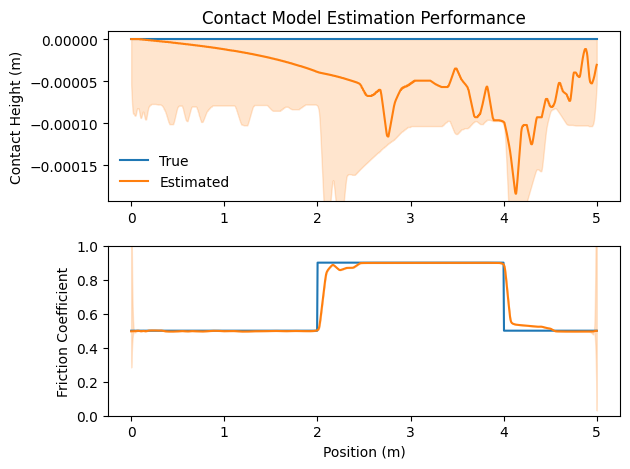 Contact Model Estimation Performance
Contact Height (m)
0.00000
−0.00005
−0.00010
−0.00015
True
Estimated
0 1 2 3 4 5
Friction Coefficient
1.0
0.8
0.6
0.4
0.2
0.0
0 1 2 3 4 5
Position (m)